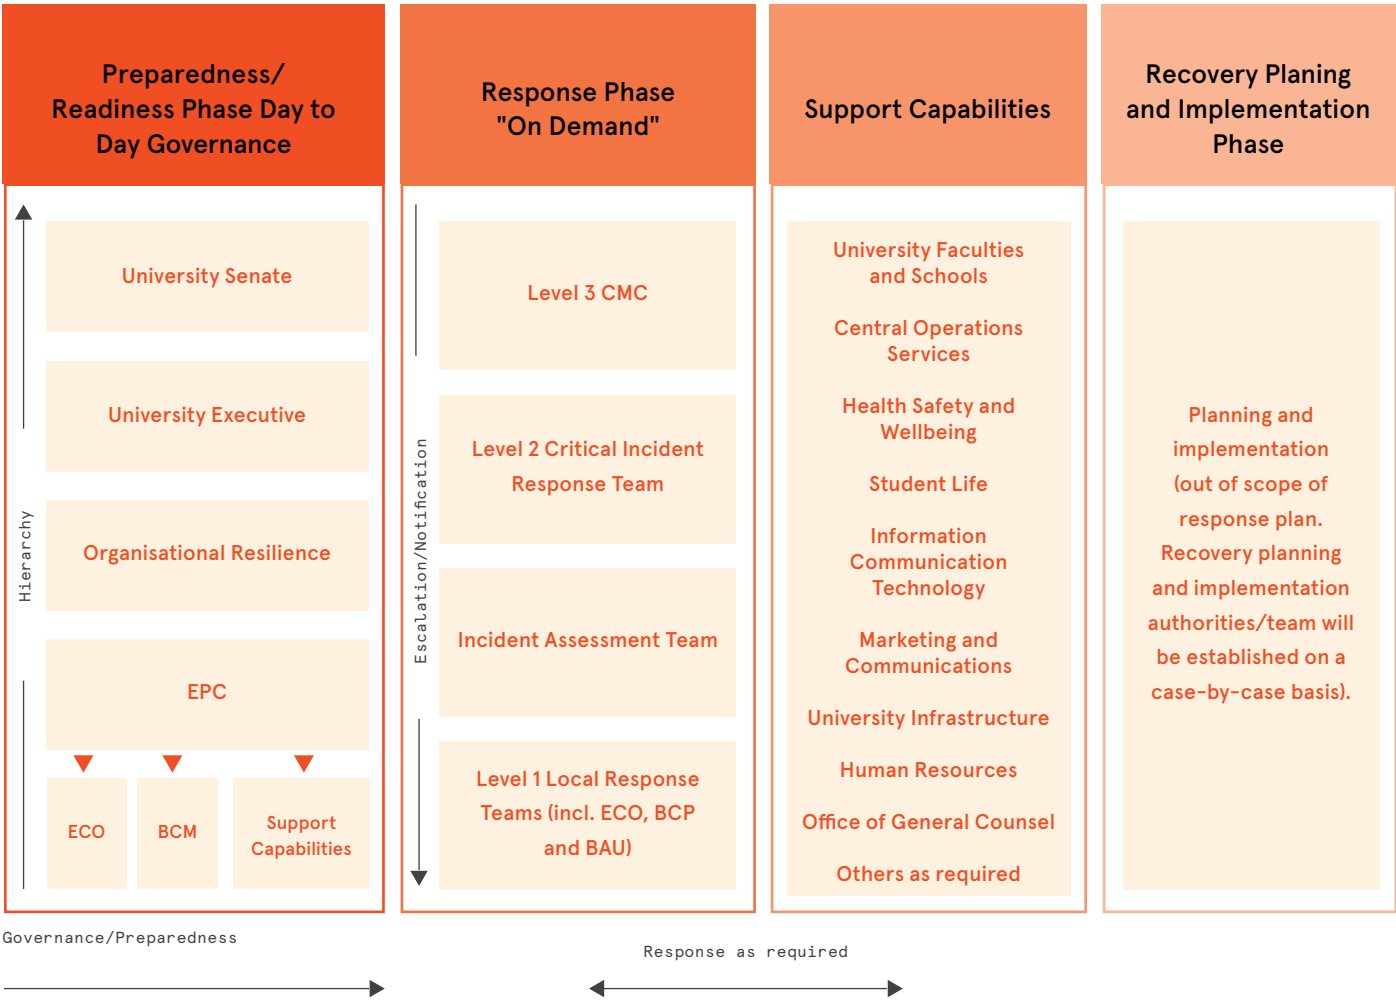 Preparedness/
Readiness Phase Day to
Day Governance
Hierarchy
University Senate
University Executive
Organisational Resilience
EPC
ECO
BCM
Support
Capabilities
Response Phase
"On Demand"
Escalation/Notification
Level 3 CMC
Level 2 Critical Incident
Response Team
Incident Assessment Team
Level 1 Local Response
Teams (incl. ECO, BCP
and BAU)
Support Capabilities
University Faculties
and Schools
Central Operations
Services
Health Safety and
Wellbeing
Student Life
Information
Communication
Technology
Marketing and
Communications
University Infrastructure
Human Resources
Office of General Counsel
Others as required
Recovery Planing
and Implementation
Phase
Planning and
implementation
(out of scope of
response plan.
Recovery planning
and implementation
authorities/team will
be established on a
case-by-case basis).
Governance/Preparedness
Response as required